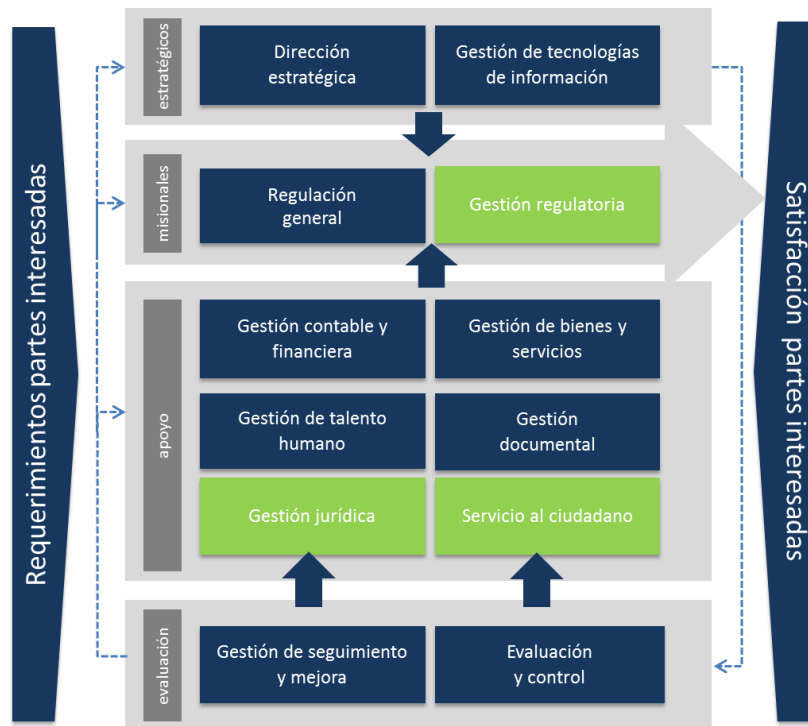 Requerimientos partes interesadas
estratégicos
Dirección
estratégica
Gestión de tecnologías
de información
misionales
Regulación
general
Gestión regulatoria
apoyo
Gestión contable y
financiera
Gestión de bienes y
servicios
Gestión de talento
humano
Gestión
documental
Gestión jurídica
Servicio al ciudadano
evaluación
Gestión de seguimiento
y mejora
Evaluación
y control
Satisfacción partes interesadas